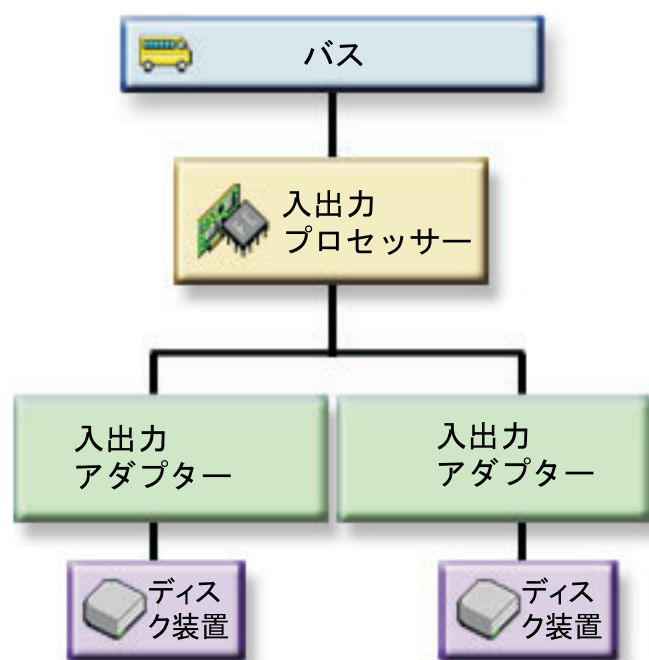 バス
入出力
プロセッサー
入出力
アダプター
入出力
アダプター
ディス
ク装置
ディス
ク装置